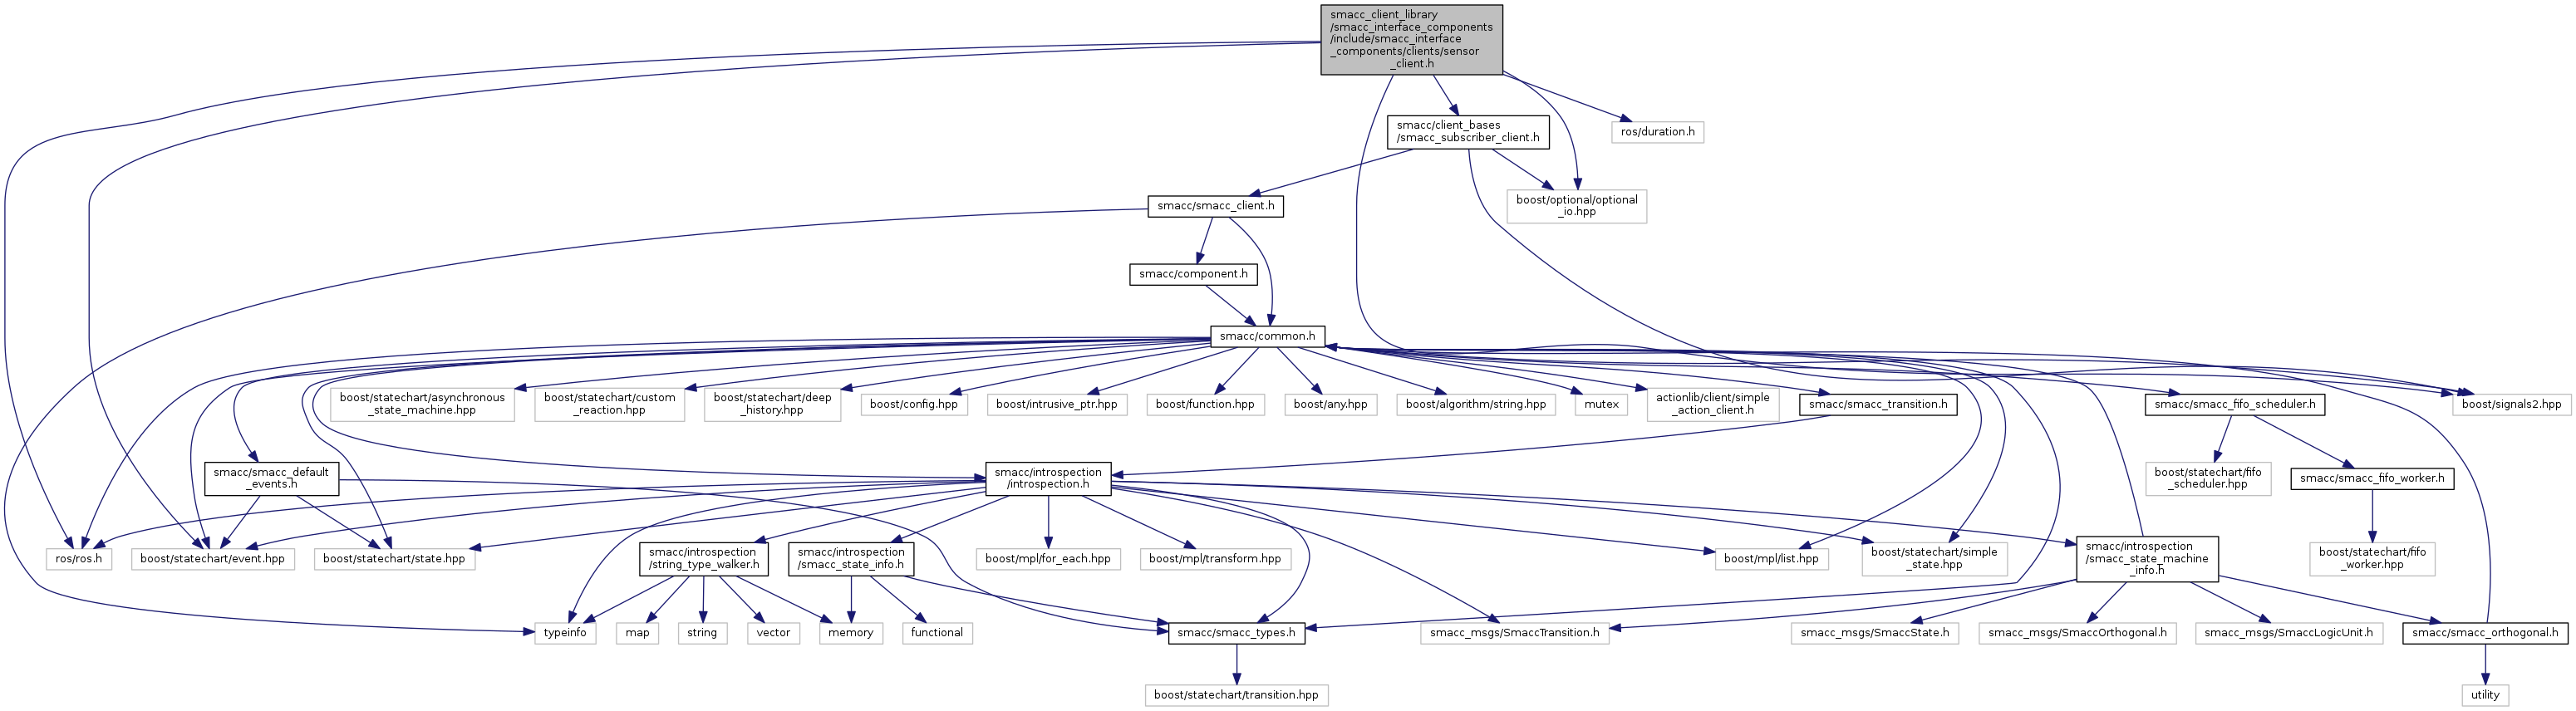 smacc_client_library
/smacc_interface_components
/include/smacc_interface
_components/clients/sensor
_client.h
smacc/client_bases
/smacc_subscriber_client.h
ros/duration.h
smacc/smacc_client.h
boost/optional/optional
_io.hpp
smacc/component.h
smacc/common.h
boost/statechart/asynchronous
_state_machine.hpp
boost/statechart/custom
_reaction.hpp
boost/statechart/deep
_history.hpp
boost/config.hpp
boost/intrusive_ptr.hpp
boost/function.hpp
boost/any.hpp
boost/algorithm/string.hpp
mutex
actionlib/client/simple
_action_client.h
smacc/smacc_transition.h
smacc/smacc_fifo_scheduler.h
boost/signals2.hpp
smacc/smacc_default
_events.h
smacc/introspection
/introspection.h
boost/statechart/fifo
_scheduler.hpp
smacc/smacc_fifo_worker.h
ros/ros.h
boost/statechart/event.hpp
boost/statechart/state.hpp
smacc/introspection
/string_type_walker.h
smacc/introspection
/smacc_state_info.h
boost/mpl/for_each.hpp
boost/mpl/transform.hpp
boost/mpl/list.hpp
boost/statechart/simple
_state.hpp
smacc/introspection
/smacc_state_machine
_info.h
boost/statechart/fifo
_worker.hpp
typeinfo
map
string
vector
memory
functional
smacc/smacc_types.h
smacc_msgs/SmaccTransition.h
smacc_msgs/SmaccState.h
smacc_msgs/SmaccOrthogonal.h
smacc_msgs/SmaccLogicUnit.h
smacc/smacc_orthogonal.h
boost/statechart/transition.hpp
utility